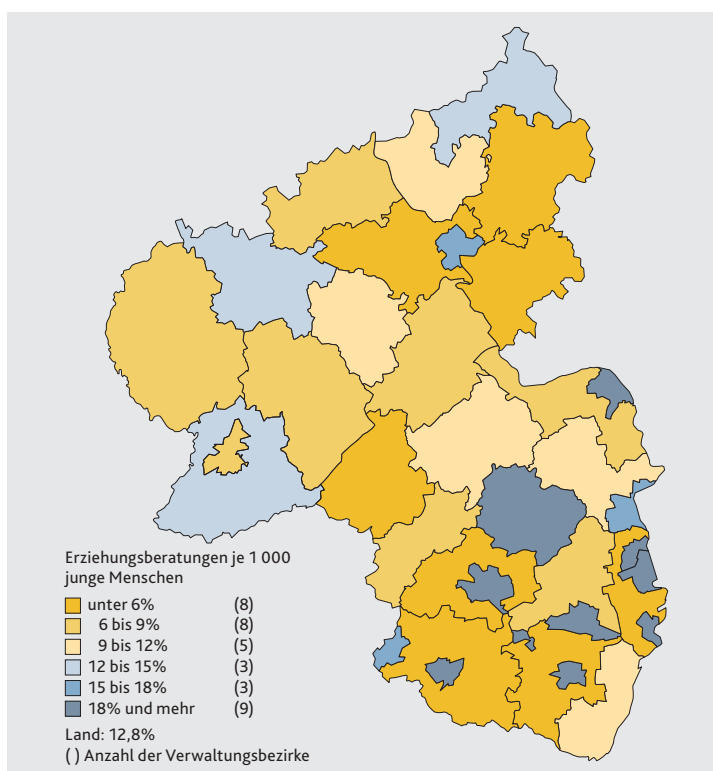 Erziehungsberatungen je 1 000
junge Menschen
unter 6% (8)
6 bis 9% (8)
9 bis 12% (5)
12 bis 15% (3)
15 bis 18% (3)
18% und mehr (9)
Land: 12,8%
( ) Anzahl der Verwaltungsbezirke